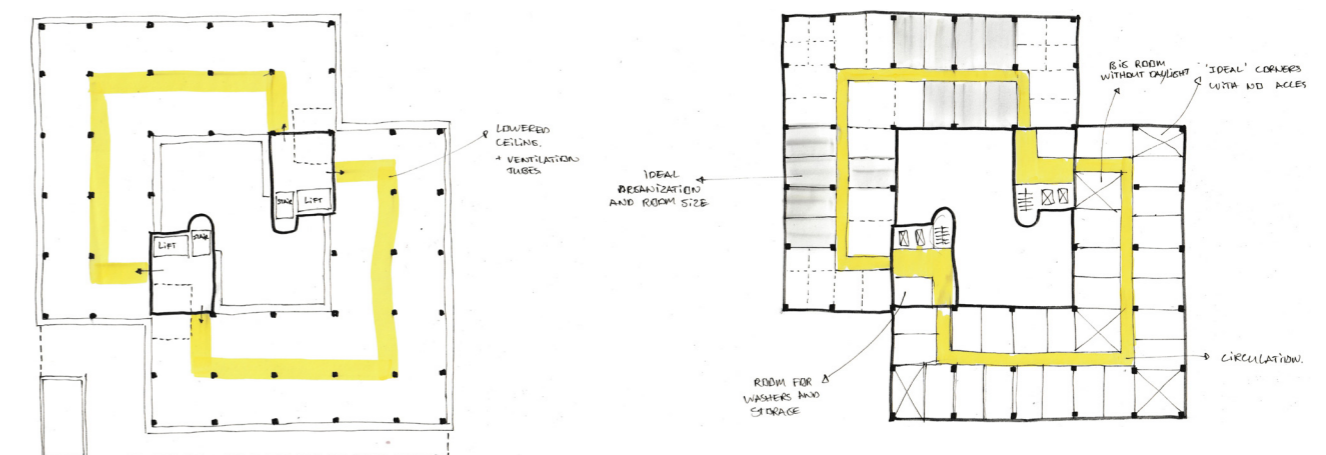 LOWERED
CEILING.
+ VENTILATION
TUBES.
STAIR
LIFT
LIFT
STAIR
BIG ROOM
WITHOUT DAYLIGHT
'IDEAL' CORNERS
WITH NO ACCES
IDEAL
ORGANIZATION
AND ROOM SIZE
ROOM FOR
WASHERS AND
STORAGE
CIRCULATION.